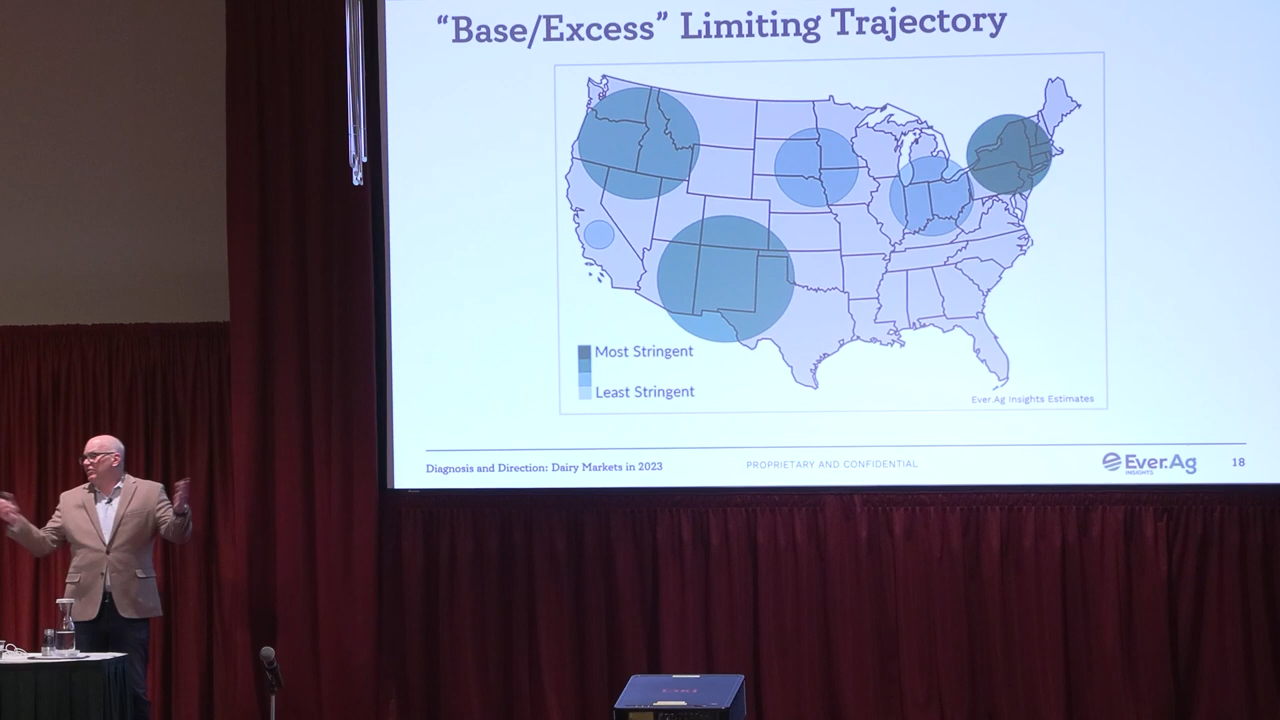 “Base/Excess” Limiting Trajectory
Most Stringent
Least Stringent
Ever.Ag Insights Estimates
Diagnosis and Direction: Dairy Markets in 2023
PROPRIETARY AND CONFIDENTIAL
Ever.Ag
INSIGHTS
18